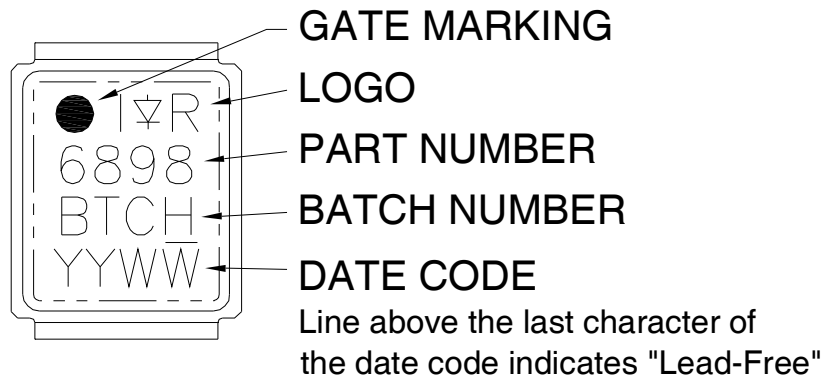 GATE MARKING
I R
LOGO
6898
PART NUMBER
BTCH
BATCH NUMBER
YYWW̅
DATE CODE
Line above the last character of
the date code indicates "Lead-Free"